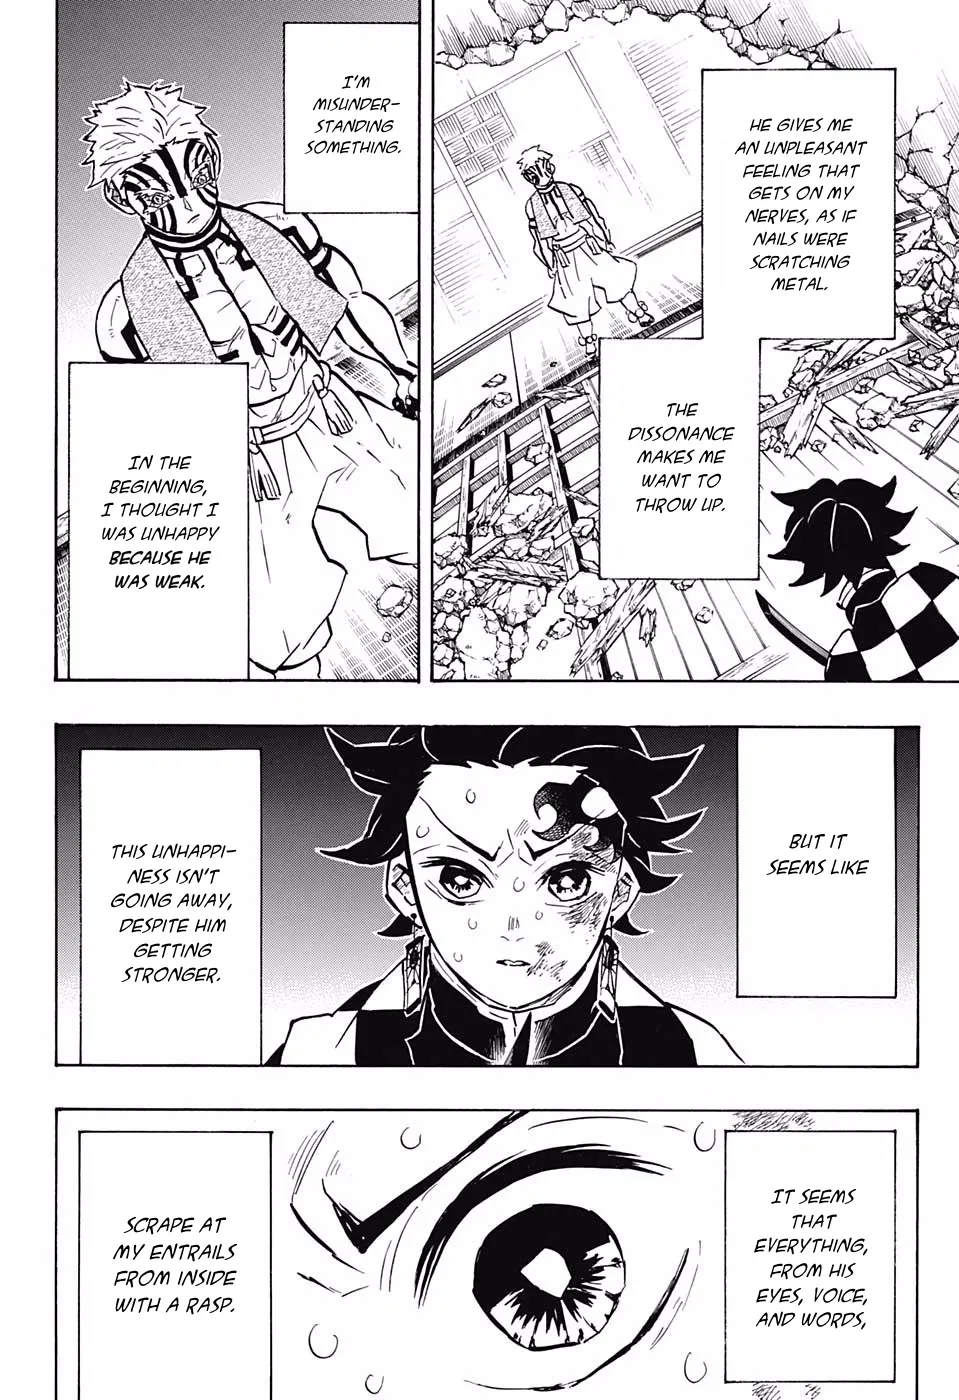 HE GIVES ME
AN UNPLEASANT
FEELING THAT
GETS ON MY
NERVES, AS IF
NAILS WERE
SCRATCHING
METAL.
THE
DISSONANCE
MAKES ME
WANT TO
THROW UP.
I'M
MISUNDER-
STANDING
SOMETHING.
IN THE
BEGINNING,
I THOUGHT I
WAS UNHAPPY
BECAUSE HE
WAS WEAK.
BUT IT
SEEMS LIKE
THIS UNHAPPI-
NESS ISN'T
GOING AWAY,
DESPITE HIM
GETTING
STRONGER.
IT SEEMS
THAT
EVERYTHING,
FROM HIS
EYES, VOICE,
AND WORDS,
SCRAPE AT
MY ENTRAILS
FROM INSIDE
WITH A RASP.